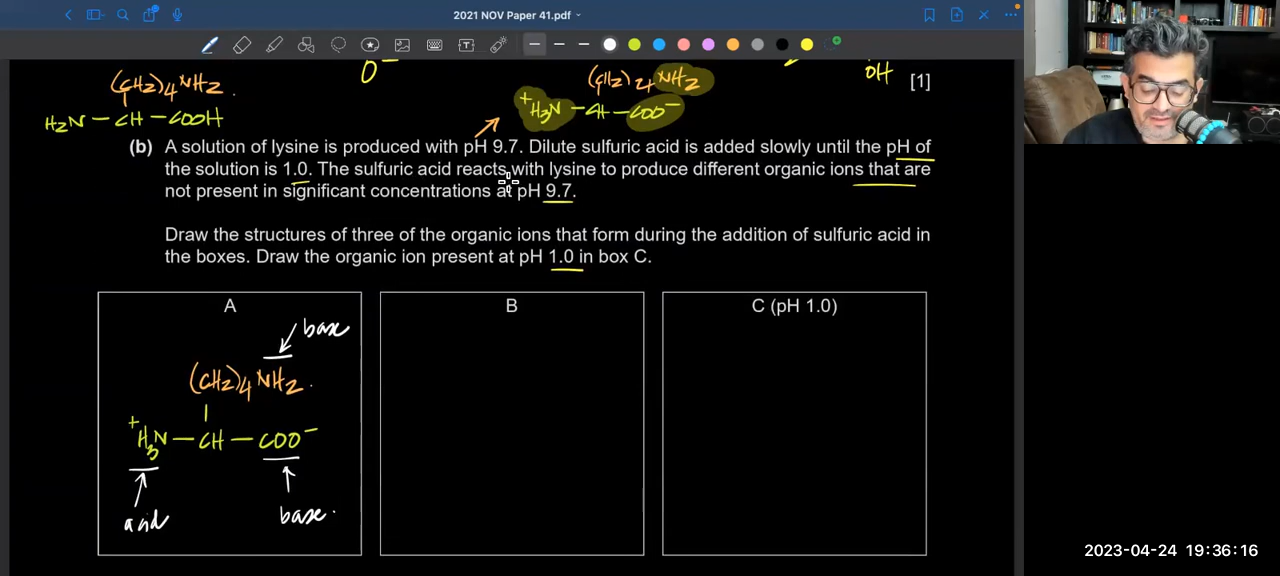 2021 NOV Paper 41.pdf
(CH2)4NH2.
O⁻
(CH2)4NH2
OH
[1]
H2N — CH — COOH
⁺H3N — CH — COO⁻
(b) A solution of lysine is produced with pH 9.7. Dilute sulfuric acid is added slowly until the pH of
the solution is 1.0. The sulfuric acid reacts with lysine to produce different organic ions that are
not present in significant concentrations at pH 9.7.
Draw the structures of three of the organic ions that form during the addition of sulfuric acid in
the boxes. Draw the organic ion present at pH 1.0 in box C.
A
B
C (pH 1.0)
base
(CH2)4NH2.
⁺H3N — CH — COO⁻
acid
base.
2023-04-24 19:36:16